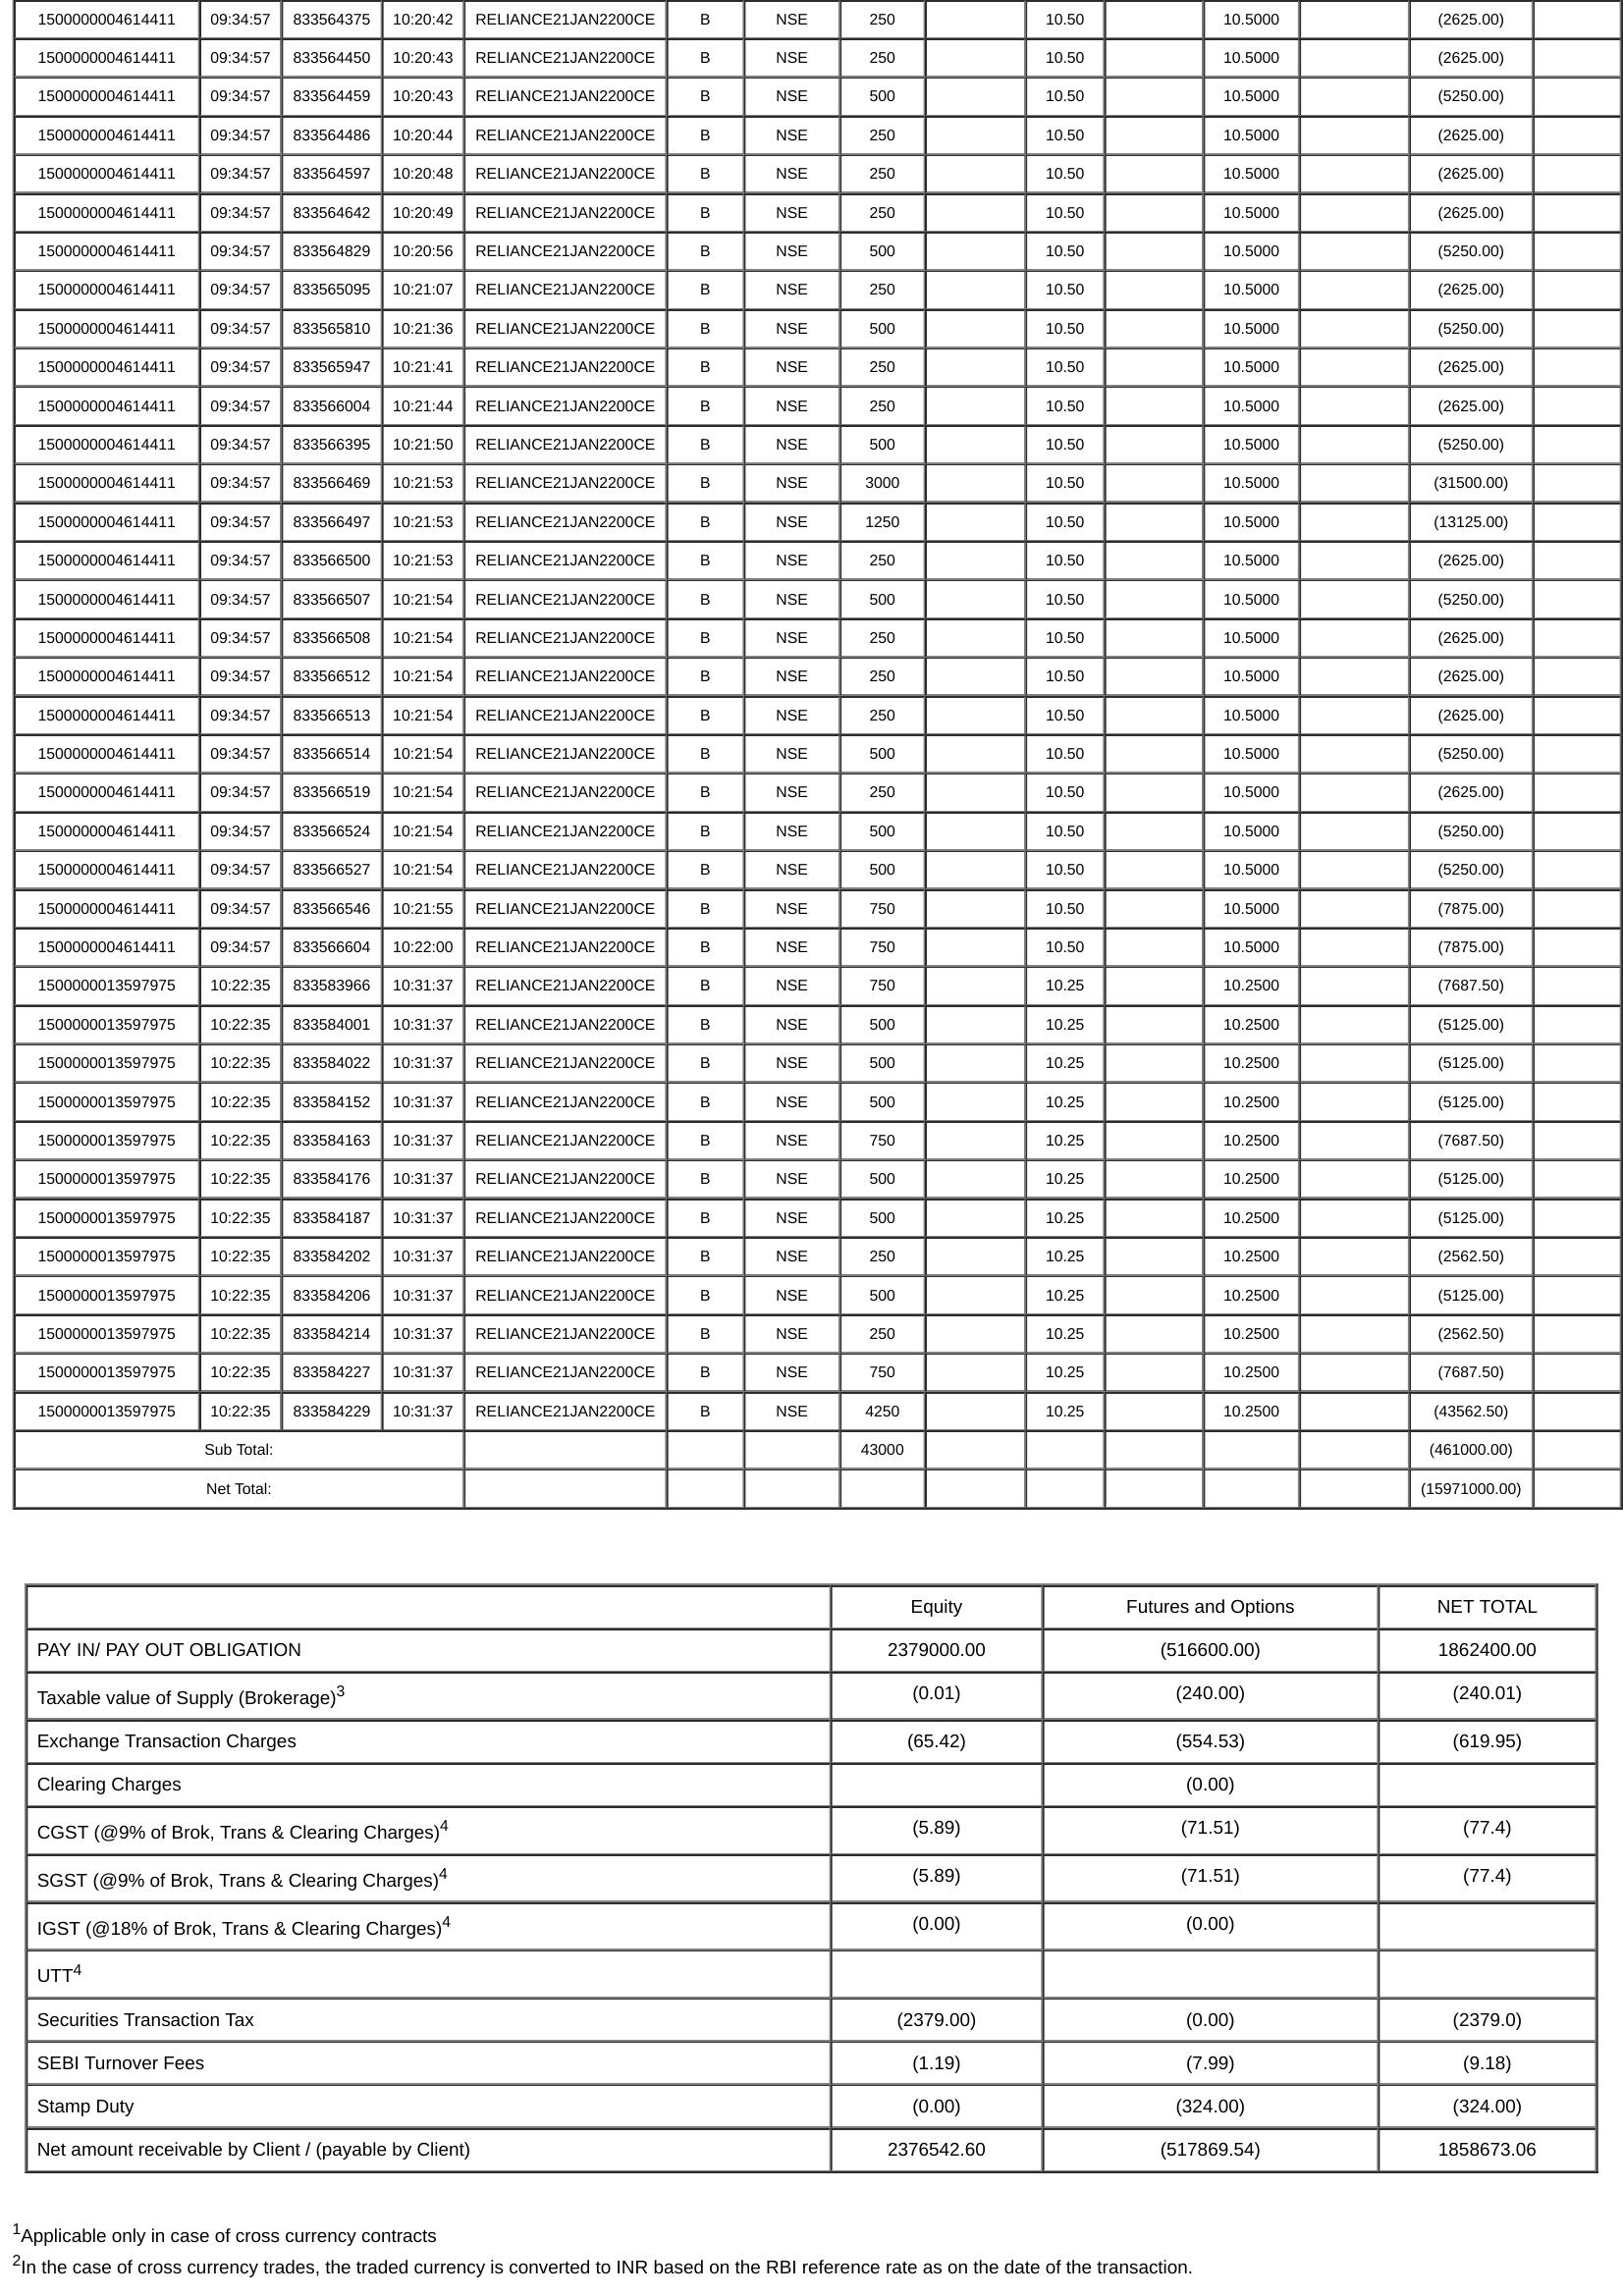 1500000004614411 09:34:57 833564375 10:20:42 RELIANCE21JAN2200CE B NSE 250 10.50 10.5000 (2625.00)
1500000004614411 09:34:57 833564450 10:20:43 RELIANCE21JAN2200CE B NSE 250 10.50 10.5000 (2625.00)
1500000004614411 09:34:57 833564459 10:20:43 RELIANCE21JAN2200CE B NSE 500 10.50 10.5000 (5250.00)
1500000004614411 09:34:57 833564486 10:20:44 RELIANCE21JAN2200CE B NSE 250 10.50 10.5000 (2625.00)
1500000004614411 09:34:57 833564597 10:20:48 RELIANCE21JAN2200CE B NSE 250 10.50 10.5000 (2625.00)
1500000004614411 09:34:57 833564642 10:20:49 RELIANCE21JAN2200CE B NSE 250 10.50 10.5000 (2625.00)
1500000004614411 09:34:57 833564829 10:20:56 RELIANCE21JAN2200CE B NSE 500 10.50 10.5000 (5250.00)
1500000004614411 09:34:57 833565095 10:21:07 RELIANCE21JAN2200CE B NSE 250 10.50 10.5000 (2625.00)
1500000004614411 09:34:57 833565810 10:21:36 RELIANCE21JAN2200CE B NSE 500 10.50 10.5000 (5250.00)
1500000004614411 09:34:57 833565947 10:21:41 RELIANCE21JAN2200CE B NSE 250 10.50 10.5000 (2625.00)
1500000004614411 09:34:57 833566004 10:21:44 RELIANCE21JAN2200CE B NSE 250 10.50 10.5000 (2625.00)
1500000004614411 09:34:57 833566395 10:21:50 RELIANCE21JAN2200CE B NSE 500 10.50 10.5000 (5250.00)
1500000004614411 09:34:57 833566469 10:21:53 RELIANCE21JAN2200CE B NSE 3000 10.50 10.5000 (31500.00)
1500000004614411 09:34:57 833566497 10:21:53 RELIANCE21JAN2200CE B NSE 1250 10.50 10.5000 (13125.00)
1500000004614411 09:34:57 833566500 10:21:53 RELIANCE21JAN2200CE B NSE 250 10.50 10.5000 (2625.00)
1500000004614411 09:34:57 833566507 10:21:54 RELIANCE21JAN2200CE B NSE 500 10.50 10.5000 (5250.00)
1500000004614411 09:34:57 833566508 10:21:54 RELIANCE21JAN2200CE B NSE 250 10.50 10.5000 (2625.00)
1500000004614411 09:34:57 833566512 10:21:54 RELIANCE21JAN2200CE B NSE 250 10.50 10.5000 (2625.00)
1500000004614411 09:34:57 833566513 10:21:54 RELIANCE21JAN2200CE B NSE 250 10.50 10.5000 (2625.00)
1500000004614411 09:34:57 833566514 10:21:54 RELIANCE21JAN2200CE B NSE 500 10.50 10.5000 (5250.00)
1500000004614411 09:34:57 833566519 10:21:54 RELIANCE21JAN2200CE B NSE 250 10.50 10.5000 (2625.00)
1500000004614411 09:34:57 833566524 10:21:54 RELIANCE21JAN2200CE B NSE 500 10.50 10.5000 (5250.00)
1500000004614411 09:34:57 833566527 10:21:54 RELIANCE21JAN2200CE B NSE 500 10.50 10.5000 (5250.00)
1500000004614411 09:34:57 833566546 10:21:55 RELIANCE21JAN2200CE B NSE 750 10.50 10.5000 (7875.00)
1500000004614411 09:34:57 833566604 10:22:00 RELIANCE21JAN2200CE B NSE 750 10.50 10.5000 (7875.00)
1500000013597975 10:22:35 833583966 10:31:37 RELIANCE21JAN2200CE B NSE 750 10.25 10.2500 (7687.50)
1500000013597975 10:22:35 833584001 10:31:37 RELIANCE21JAN2200CE B NSE 500 10.25 10.2500 (5125.00)
1500000013597975 10:22:35 833584022 10:31:37 RELIANCE21JAN2200CE B NSE 500 10.25 10.2500 (5125.00)
1500000013597975 10:22:35 833584152 10:31:37 RELIANCE21JAN2200CE B NSE 500 10.25 10.2500 (5125.00)
1500000013597975 10:22:35 833584163 10:31:37 RELIANCE21JAN2200CE B NSE 750 10.25 10.2500 (7687.50)
1500000013597975 10:22:35 833584176 10:31:37 RELIANCE21JAN2200CE B NSE 500 10.25 10.2500 (5125.00)
1500000013597975 10:22:35 833584187 10:31:37 RELIANCE21JAN2200CE B NSE 500 10.25 10.2500 (5125.00)
1500000013597975 10:22:35 833584202 10:31:37 RELIANCE21JAN2200CE B NSE 250 10.25 10.2500 (2562.50)
1500000013597975 10:22:35 833584206 10:31:37 RELIANCE21JAN2200CE B NSE 500 10.25 10.2500 (5125.00)
1500000013597975 10:22:35 833584214 10:31:37 RELIANCE21JAN2200CE B NSE 250 10.25 10.2500 (2562.50)
1500000013597975 10:22:35 833584227 10:31:37 RELIANCE21JAN2200CE B NSE 750 10.25 10.2500 (7687.50)
1500000013597975 10:22:35 833584229 10:31:37 RELIANCE21JAN2200CE B NSE 4250 10.25 10.2500 (43562.50)
Sub Total: 43000 (461000.00)
Net Total: (15971000.00)
Equity Futures and Options NET TOTAL
PAY IN/ PAY OUT OBLIGATION 2379000.00 (516600.00) 1862400.00
Taxable value of Supply (Brokerage)3 (0.01) (240.00) (240.01)
Exchange Transaction Charges (65.42) (554.53) (619.95)
Clearing Charges (0.00)
CGST (@9% of Brok, Trans & Clearing Charges)4 (5.89) (71.51) (77.4)
SGST (@9% of Brok, Trans & Clearing Charges)4 (5.89) (71.51) (77.4)
IGST (@18% of Brok, Trans & Clearing Charges)4 (0.00) (0.00)
UTT4
Securities Transaction Tax (2379.00) (0.00) (2379.0)
SEBI Turnover Fees (1.19) (7.99) (9.18)
Stamp Duty (0.00) (324.00) (324.00)
Net amount receivable by Client / (payable by Client) 2376542.60 (517869.54) 1858673.06
1Applicable only in case of cross currency contracts
2In the case of cross currency trades, the traded currency is converted to INR based on the RBI reference rate as on the date of the transaction.